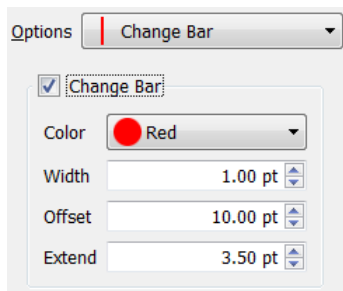 Options Change Bar
Change Bar
Color Red
Width 1.00 pt
Offset 10.00 pt
Extend 3.50 pt